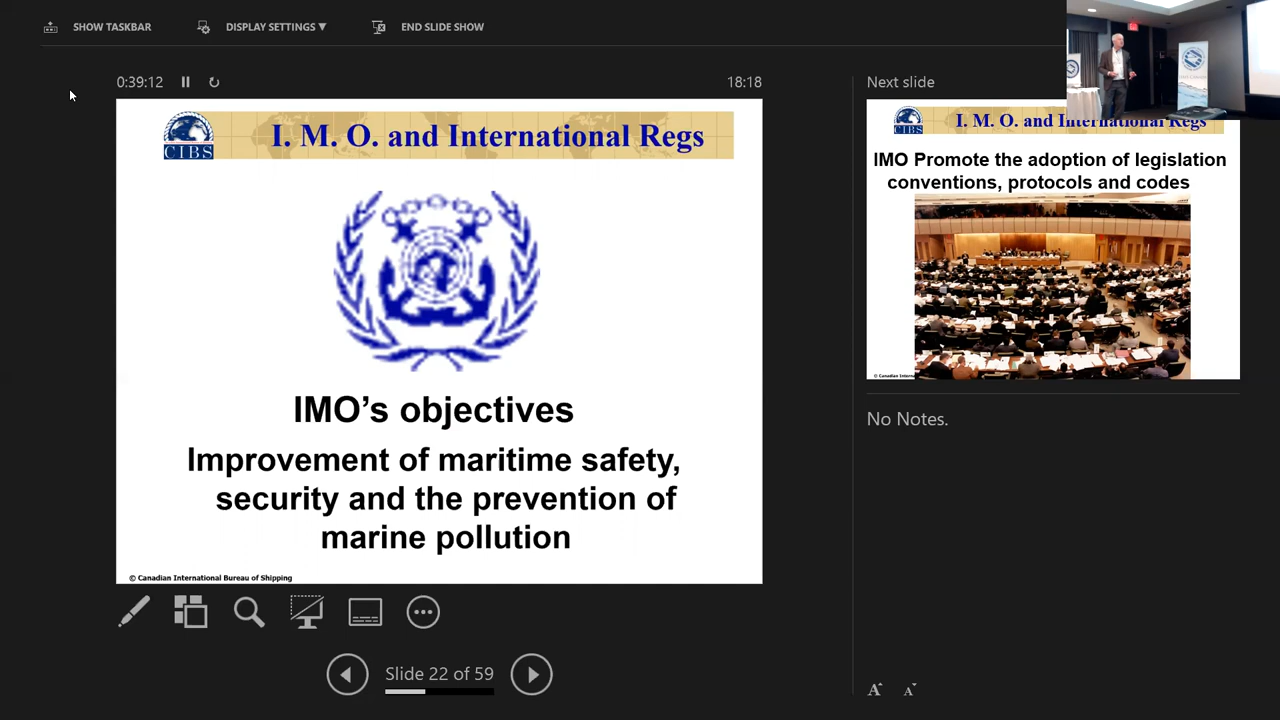 SHOW TASKBAR
DISPLAY SETTINGS ▼
END SLIDE SHOW
0:39:12
18:18
CIBS
I. M. O. and International Regs
IMO’s objectives
Improvement of maritime safety,
security and the prevention of
marine pollution
© Canadian International Bureau of Shipping
Slide 22 of 59
Next slide
CIBS
I. M. O. and International Regs
IMO Promote the adoption of legislation
conventions, protocols and codes
© Canadian
No Notes.
A
A